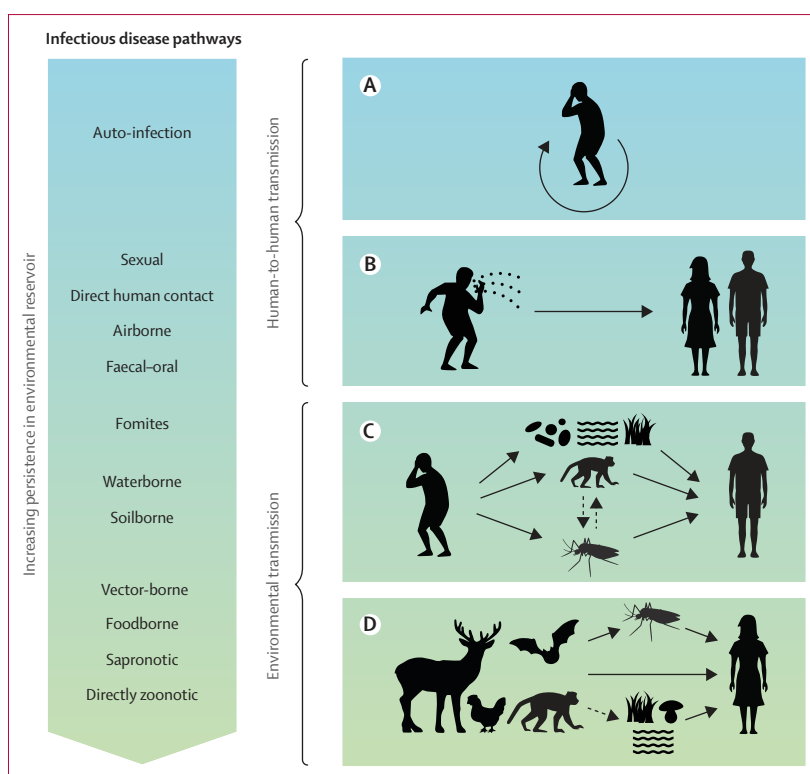 Infectious disease pathways
Increasing persistence in environmental reservoir
Auto-infection
Sexual
Direct human contact
Airborne
Faecal–oral
Fomites
Waterborne
Soilborne
Vector-borne
Foodborne
Sapronotic
Directly zoonotic
Human-to-human transmission
Environmental transmission
A
B
C
D